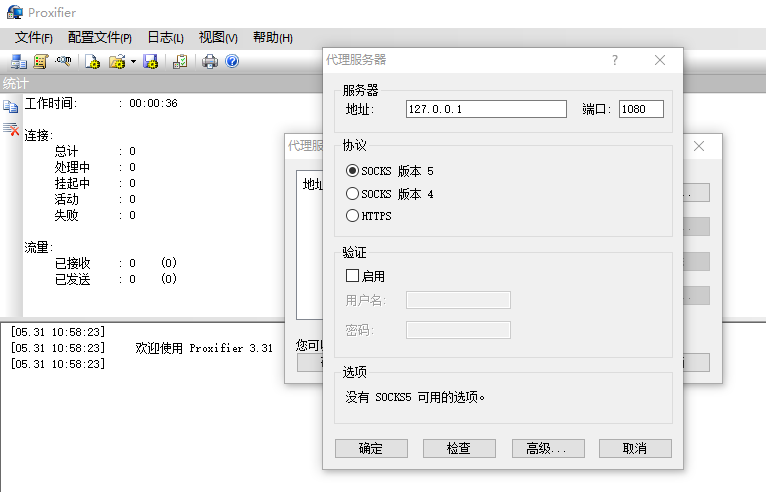 Proxifier
文件(F) 配置文件(P) 日志(L) 视图(V) 帮助(H)
.com
统计
工作时间: : 00:00:36
连接:
总计 : 0
处理中 : 0
挂起中 : 0
活动 : 0
失败 : 0
流量:
已接收 : 0 (0)
已发送 : 0 (0)
[05.31 10:58:23]
[05.31 10:58:23] 欢迎使用 Proxifier 3.31
[05.31 10:58:23]
代理服
地址
您可
代理服务器
服务器
地址: 127.0.0.1 端口: 1080
协议
SOCKS 版本 5
SOCKS 版本 4
HTTPS
验证
启用
用户名:
密码:
选项
没有 SOCKS5 可用的选项。
确定 检查 高级... 取消